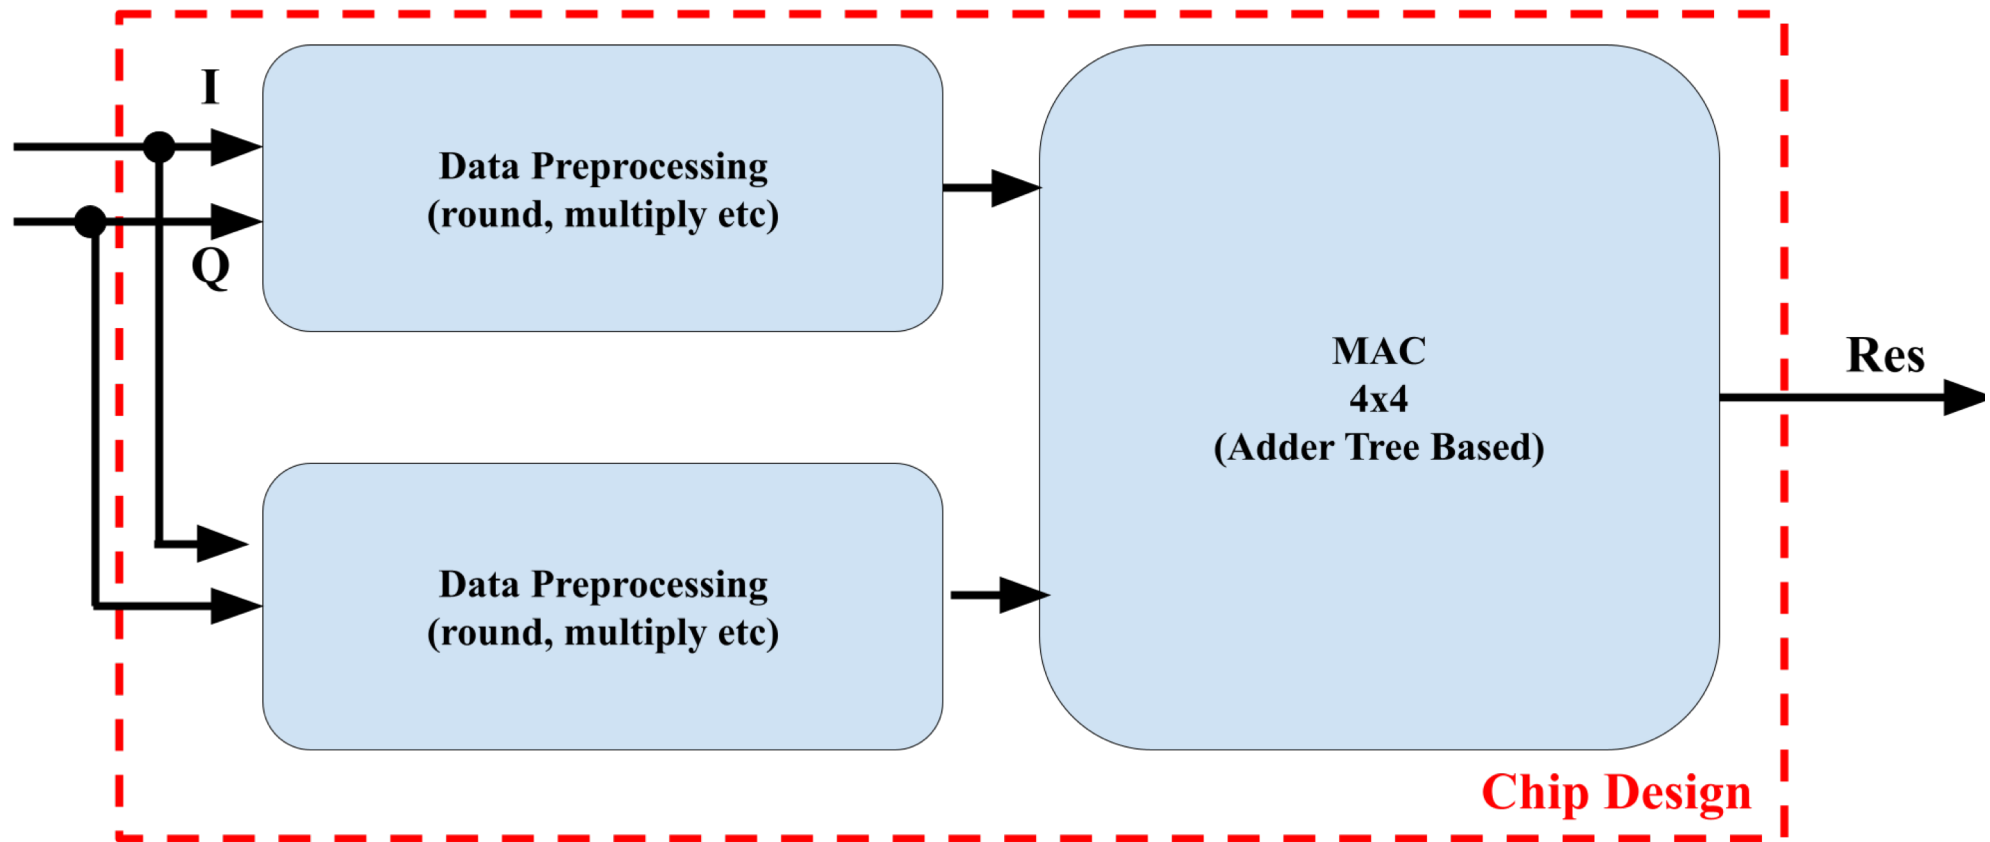 I
Q
Data Preprocessing
(round, multiply etc)
Data Preprocessing
(round, multiply etc)
MAC
4x4
(Adder Tree Based)
Res
Chip Design